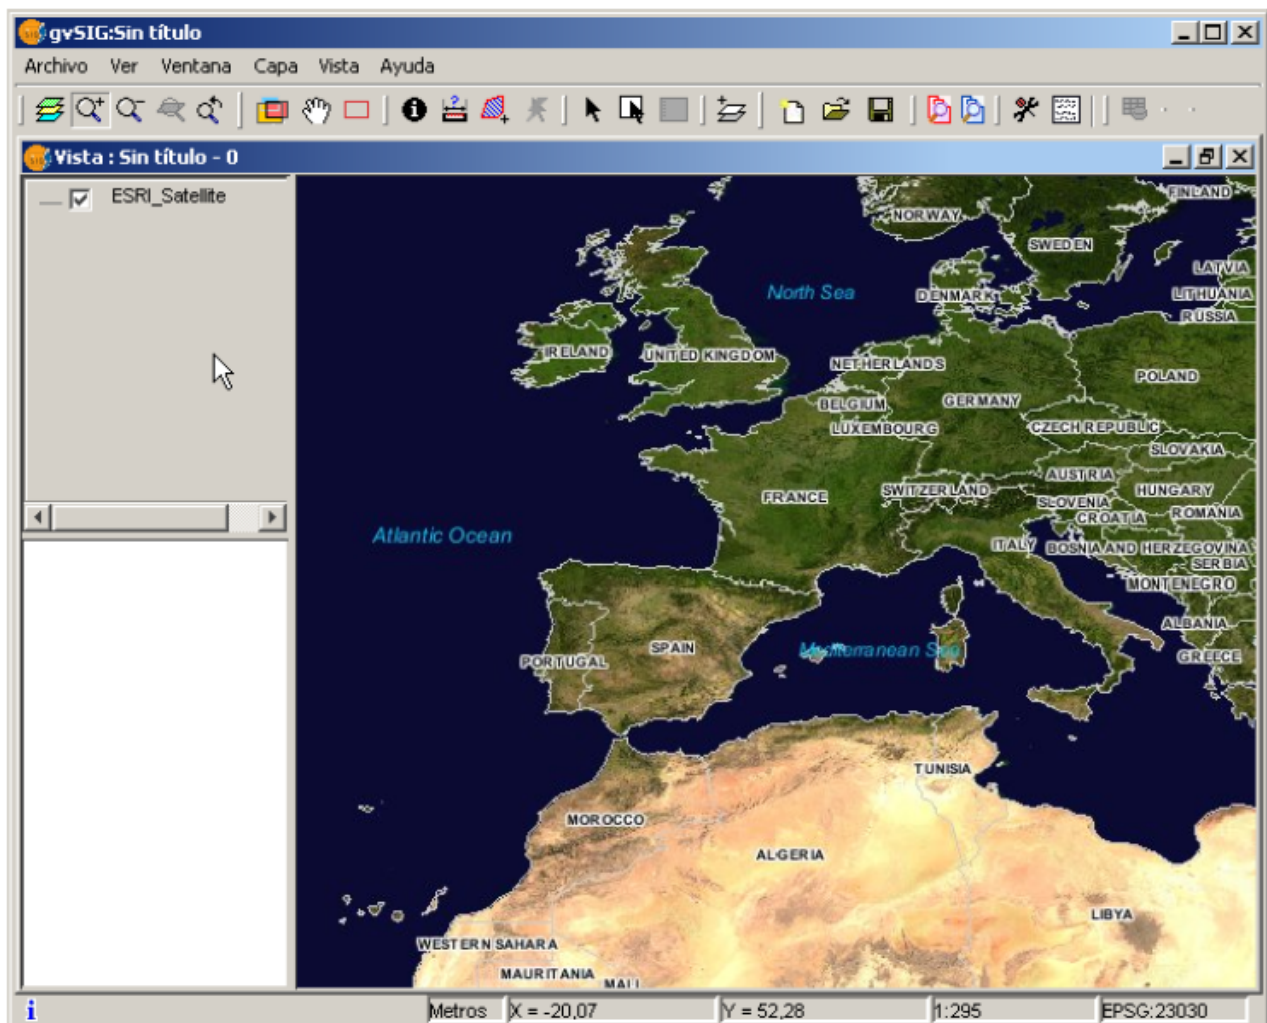 gvSIG:Sin título
Archivo Ver Ventana Capa Vista Ayuda
Vista : Sin título - 0
ESRI_Satellite
FINLAND
NORWAY
SWEDEN
LATVIA
North Sea
DENMARK
LITHUANIA
RUSSIA
IRELAND
UNITED KINGDOM
NETHERLANDS
POLAND
BELGIUM
GERMANY
LUXEMBOURG
CZECH REPUBLIC
SLOVAKIA
AUSTRIA
FRANCE
SWITZERLAND
HUNGARY
SLOVENIA
CROATIA
ROMANIA
Atlantic Ocean
ITALY
BOSNIA AND HERZEGOVINA
SERBIA
MONTENEGRO
ALBANIA
SPAIN
Mediterranean Sea
PORTUGAL
GREECE
TUNISIA
MOROCCO
ALGERIA
LIBYA
WESTERN SAHARA
MAURITANIA
MALI
Metros X = -20,07 Y = 52,28 1:295 EPSG:23030